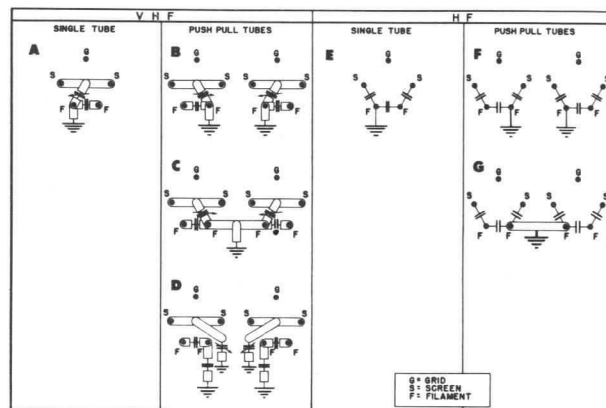 V H F
H F
SINGLE TUBE
PUSH PULL TUBES
SINGLE TUBE
PUSH PULL TUBES
A
G
S S
F F
B
G G
S S S S
F F F F
C
G G
S S S S
F F F F
D
G G
S S S S
F F F F
E
G
S S
F F
F
G G
S S S S
F F F F
G
G G
S S S S
F F F F
G= GRID
S= SCREEN
F= FILAMENT